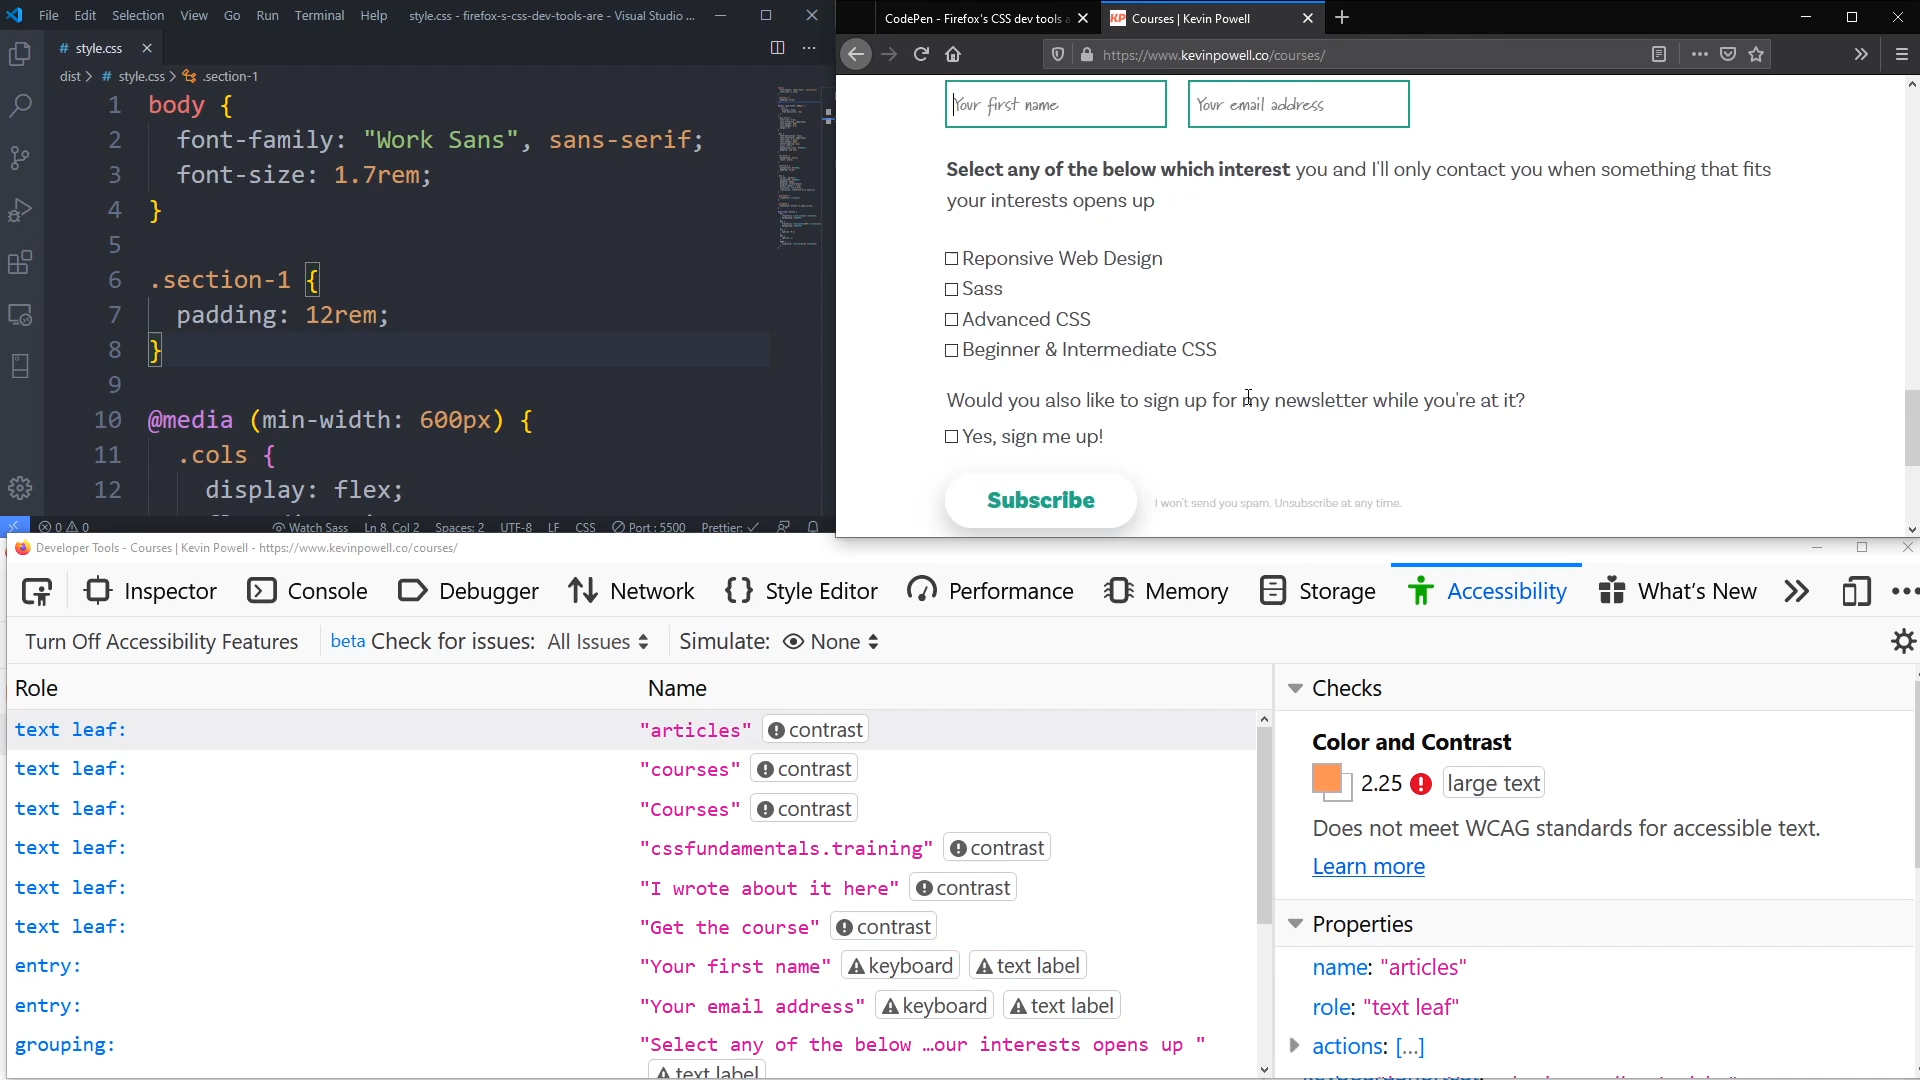 File Edit Selection View Go Run Terminal Help style.css - firefox-s-css-dev-tools-are - Visual Studio ...
# style.css
dist > # style.css > .section-1
1 body {
2 font-family: "Work Sans", sans-serif;
3 font-size: 1.7rem;
4 }
5
6 .section-1 {
7 padding: 12rem;
8 }
9
10 @media (min-width: 600px) {
11 .cols {
12 display: flex;
0 0 Watch Sass Ln 8, Col 2 Spaces: 2 UTF-8 LF CSS Port : 5500 Prettier: ✓
CodePen - Firefox's CSS dev tools a
KP Courses | Kevin Powell
https://www.kevinpowell.co/courses/
Your first name Your email address
Select any of the below which interest you and I'll only contact you when something that fits
your interests opens up
Reponsive Web Design
Sass
Advanced CSS
Beginner & Intermediate CSS
Would you also like to sign up for my newsletter while you're at it?
Yes, sign me up!
Subscribe I won't send you spam. Unsubscribe at any time.
Developer Tools - Courses | Kevin Powell - https://www.kevinpowell.co/courses/
Inspector Console Debugger Network Style Editor Performance Memory Storage Accessibility What's New
Turn Off Accessibility Features beta Check for issues: All Issues Simulate: None
Role Name
text leaf: "articles" contrast
text leaf: "courses" contrast
text leaf: "Courses" contrast
text leaf: "cssfundamentals.training" contrast
text leaf: "I wrote about it here" contrast
text leaf: "Get the course" contrast
entry: "Your first name" keyboard text label
entry: "Your email address" keyboard text label
grouping: "Select any of the below …our interests opens up "
text label
Checks
Color and Contrast
2.25 large text
Does not meet WCAG standards for accessible text.
Learn more
Properties
name: "articles"
role: "text leaf"
actions: […]